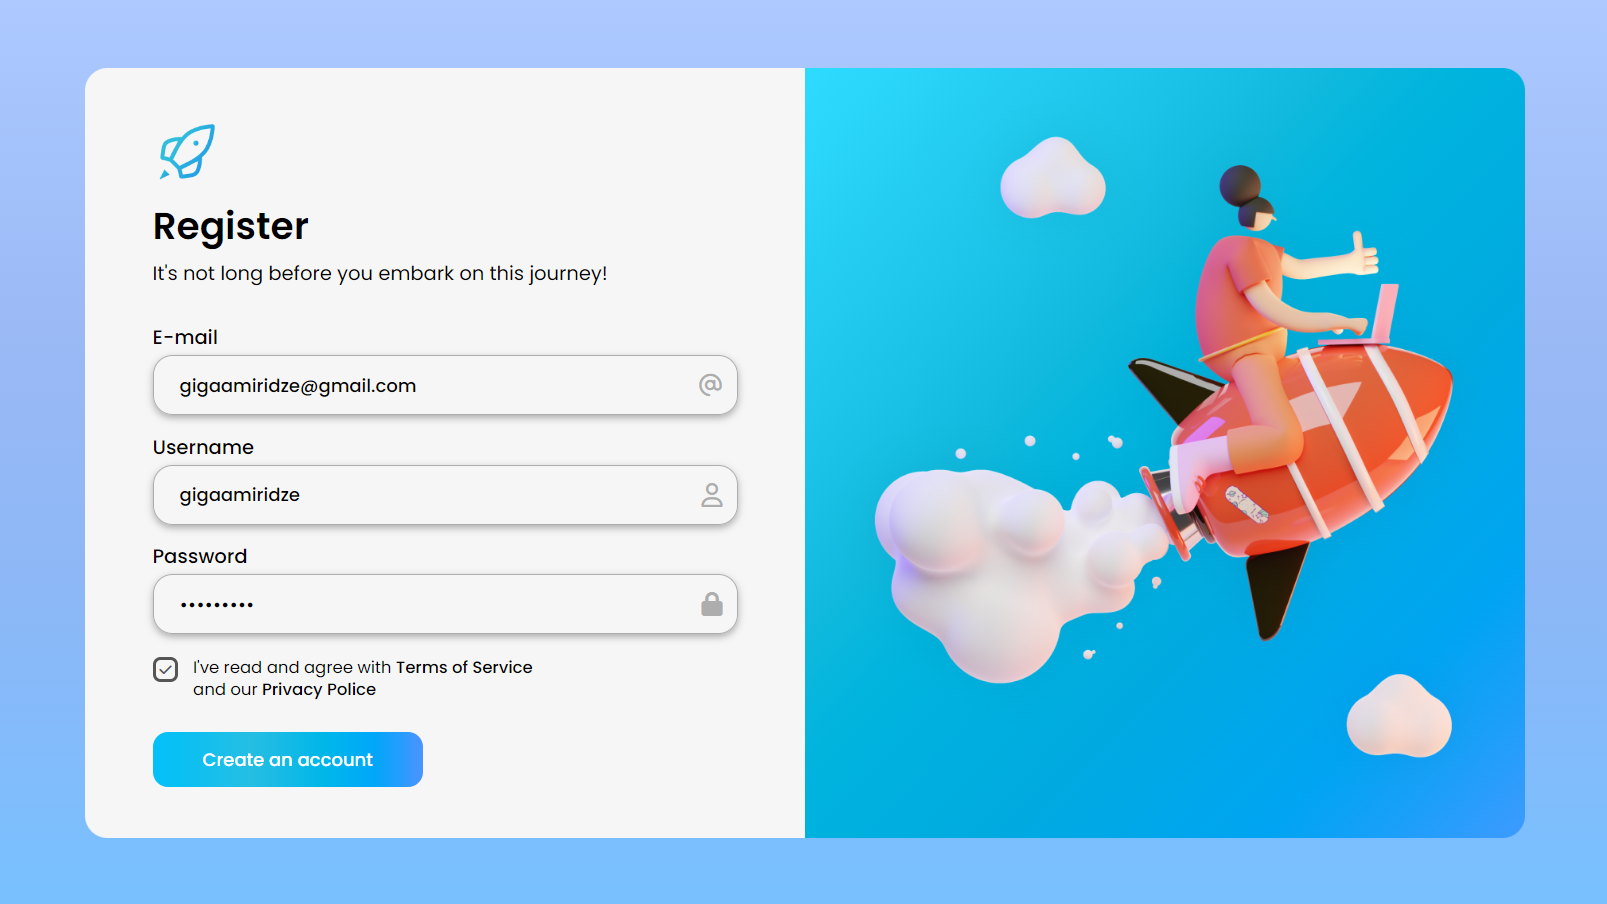 Register
It's not long before you embark on this journey!
E-mail
gigaamiridze@gmail.com
Username
gigaamiridze
Password
•••••••••
I've read and agree with Terms of Service
and our Privacy Police
Create an account